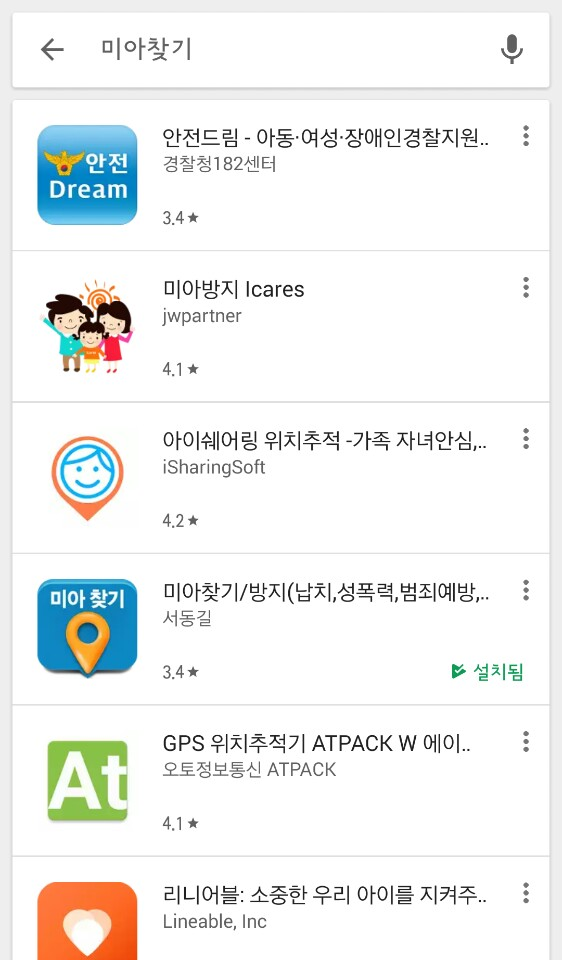 미아찾기
안전드림 - 아동·여성·장애인경찰지원..
경찰청182센터
안전
Dream
3.4★
미아방지 Icares
jwpartner
4.1★
아이쉐어링 위치추적 -가족 자녀안심,..
iSharingSoft
4.2★
미아찾기/방지(납치,성폭력,범죄예방,..
미아 찾기
서동길
3.4★
설치됨
GPS 위치추적기 ATPACK W 에이..
오토정보통신 ATPACK
At
4.1★
리니어블: 소중한 우리 아이를 지켜주..
Lineable, Inc